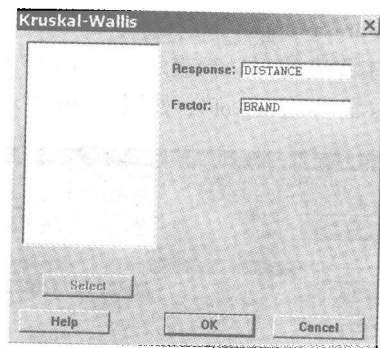 Kruskal-Wallis
Response: DISTANCE
Factor: BRAND
Select
Help OK Cancel